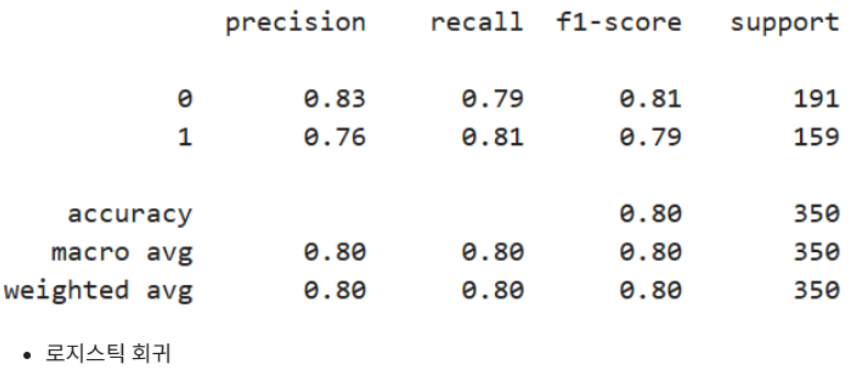 precision recall f1-score support
0 0.83 0.79 0.81 191
1 0.76 0.81 0.79 159
accuracy 0.80 350
macro avg 0.80 0.80 0.80 350
weighted avg 0.80 0.80 0.80 350
• 로지스틱 회귀